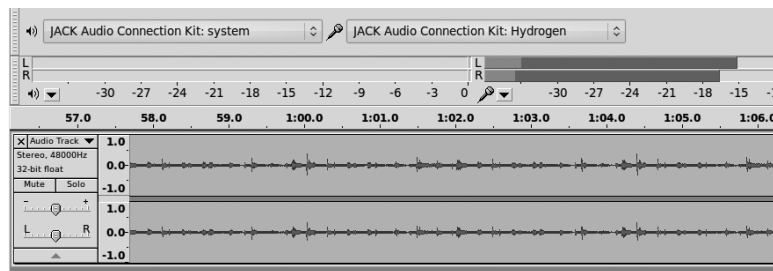 JACK Audio Connection Kit: system JACK Audio Connection Kit: Hydrogen
L L
R R
-30 -27 -24 -21 -18 -15 -12 -9 -6 -3 0 -30 -27 -24 -21 -18 -15
57.0 58.0 59.0 1:00.0 1:01.0 1:02.0 1:03.0 1:04.0 1:05.0 1:06.0
Audio Track 1.0
Stereo, 48000Hz
32-bit float 0.0
Mute Solo -1.0
- + 1.0
L R 0.0
-1.0